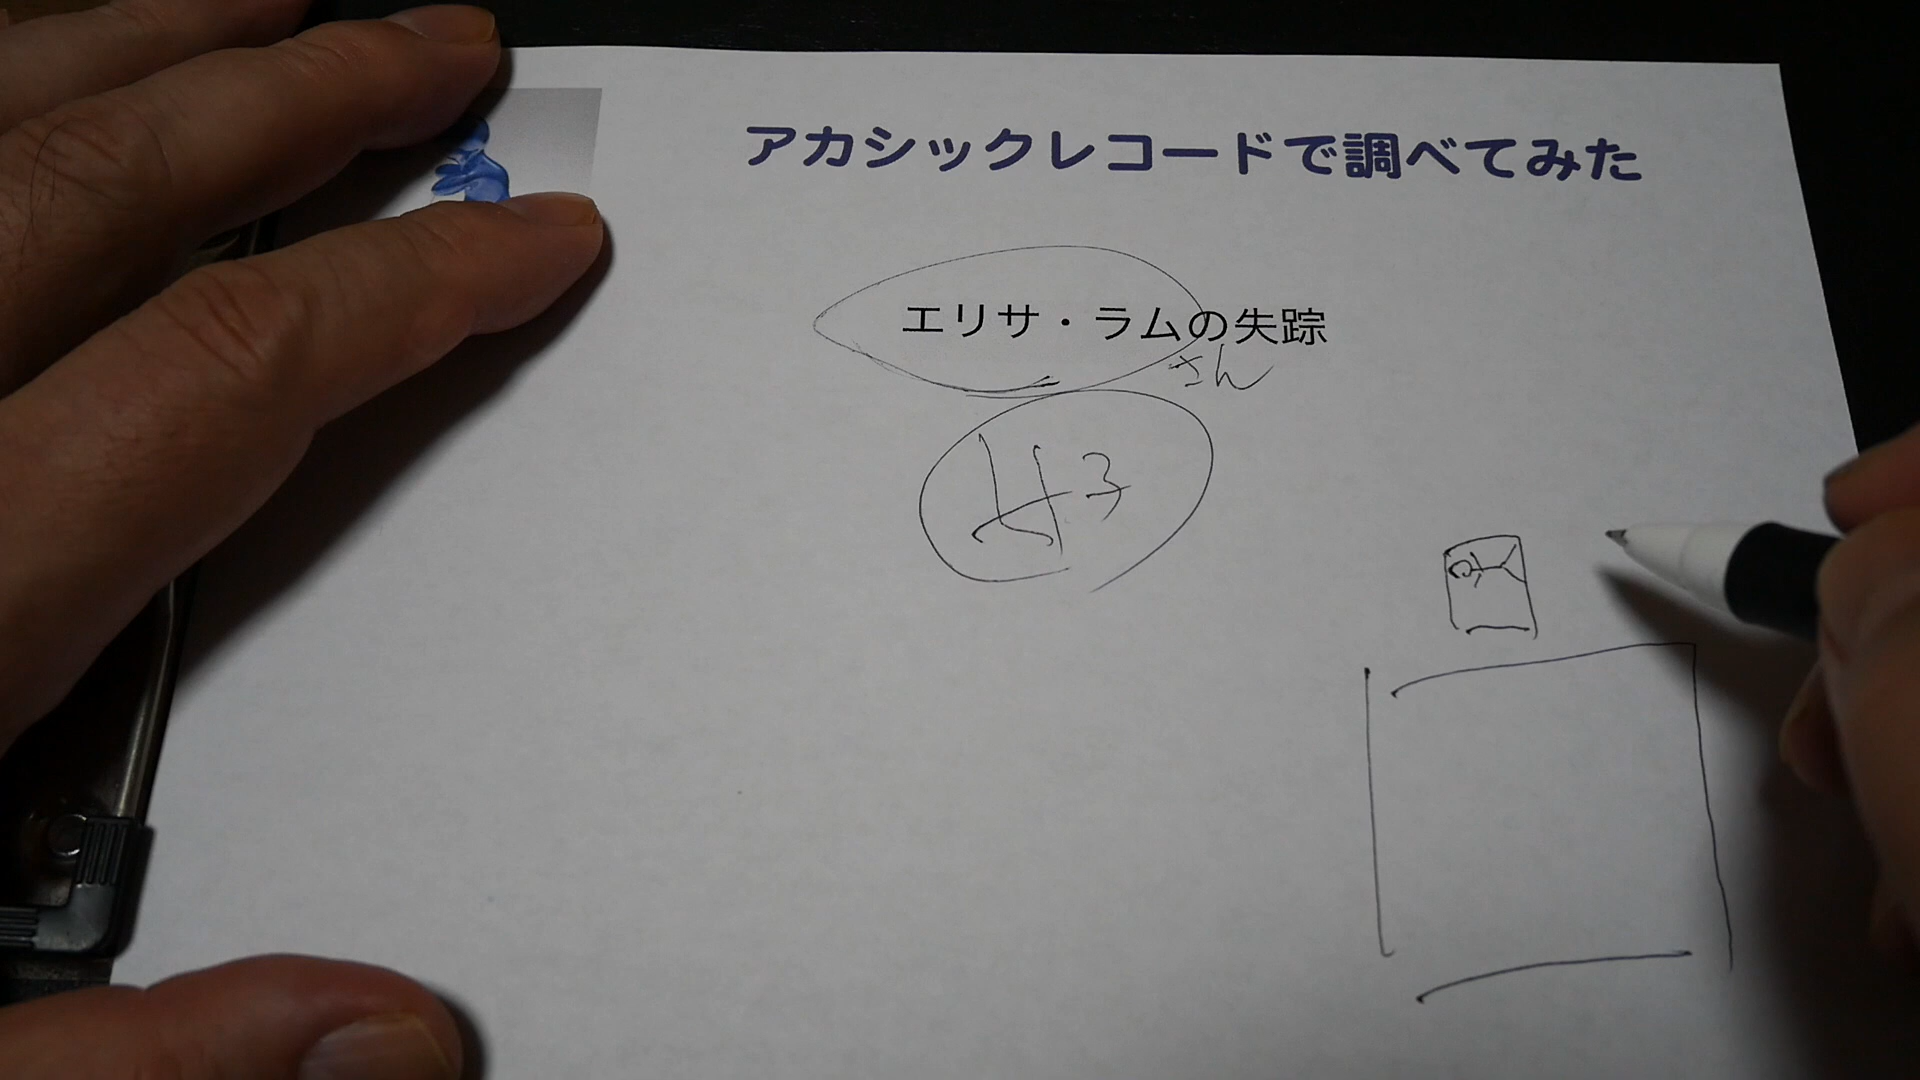 アカシックレコードで調べてみた
エリサ・ラムの失踪
さん